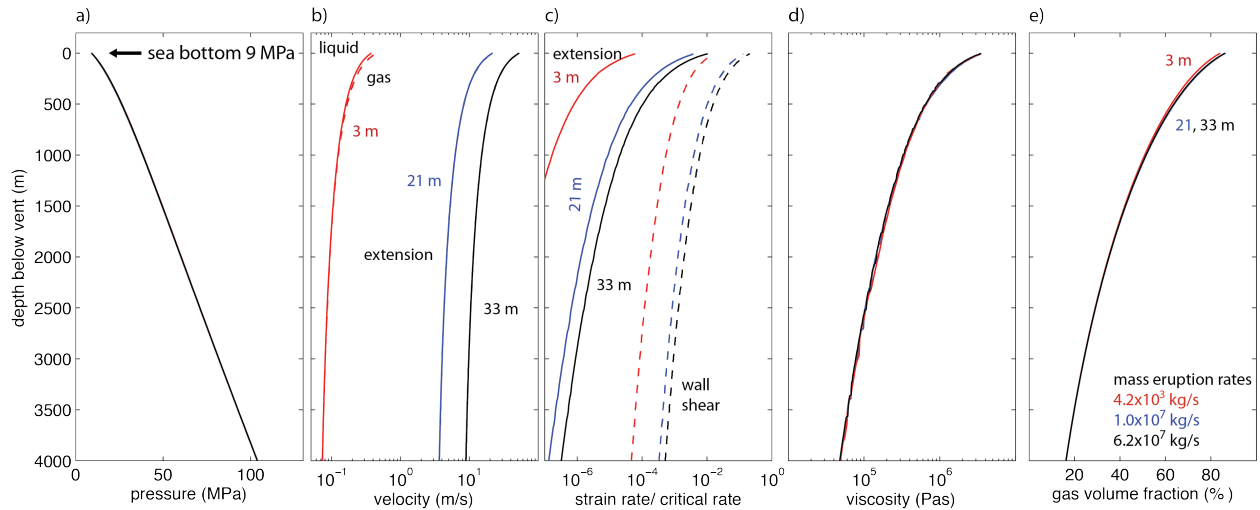 a)
b)
c)
d)
e)
0
500
1000
1500
2000
2500
3000
3500
4000
depth below vent (m)
sea bottom 9 MPa
0
50
100
pressure (MPa)
liquid
gas
3 m
21 m
extension
33 m
10⁻¹
10⁰
10¹
velocity (m/s)
extension
3 m
21 m
33 m
wall
shear
10⁻⁶
10⁻⁴
10⁻²
10⁰
strain rate/ critical rate
10⁵
10⁶
viscosity (Pas)
3 m
21, 33 m
mass eruption rates
4.2x10³ kg/s
1.0x10⁷ kg/s
6.2x10⁷ kg/s
20
40
60
80
gas volume fraction (%)